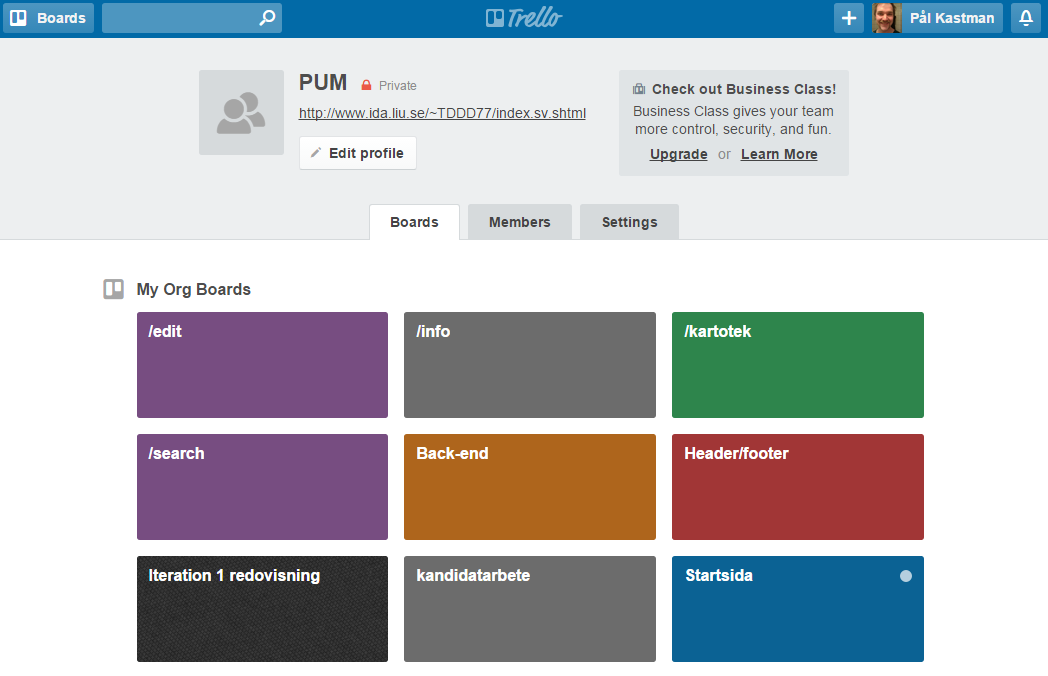 Boards
Trello
Pål Kastman
PUM
Private
http://www.ida.liu.se/~TDDD77/index.sv.shtml
Edit profile
Check out Business Class!
Business Class gives your team
more control, security, and fun.
Upgrade or Learn More
Boards Members Settings
My Org Boards
/edit
/info
/kartotek
/search
Back-end
Header/footer
Iteration 1 redovisning
kandidatarbete
Startsida